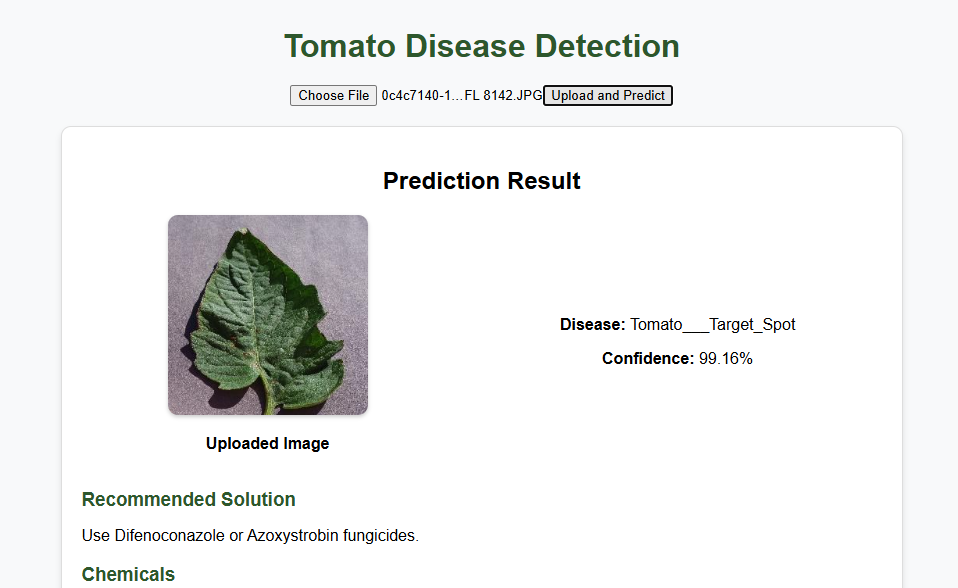 Tomato Disease Detection
Choose File 0c4c7140-1...FL 8142.JPG Upload and Predict
Prediction Result
Disease: Tomato___Target_Spot
Confidence: 99.16%
Uploaded Image
Recommended Solution
Use Difenoconazole or Azoxystrobin fungicides.
Chemicals